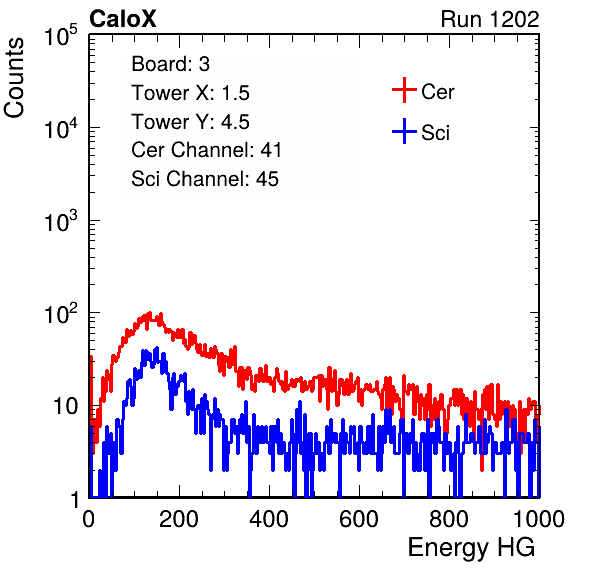 CaloX Run 1202
Counts
Board: 3
Tower X: 1.5
Tower Y: 4.5
Cer Channel: 41
Sci Channel: 45
Cer
Sci
10^5
10^4
10^3
10^2
10
1
0 200 400 600 800 1000
Energy HG